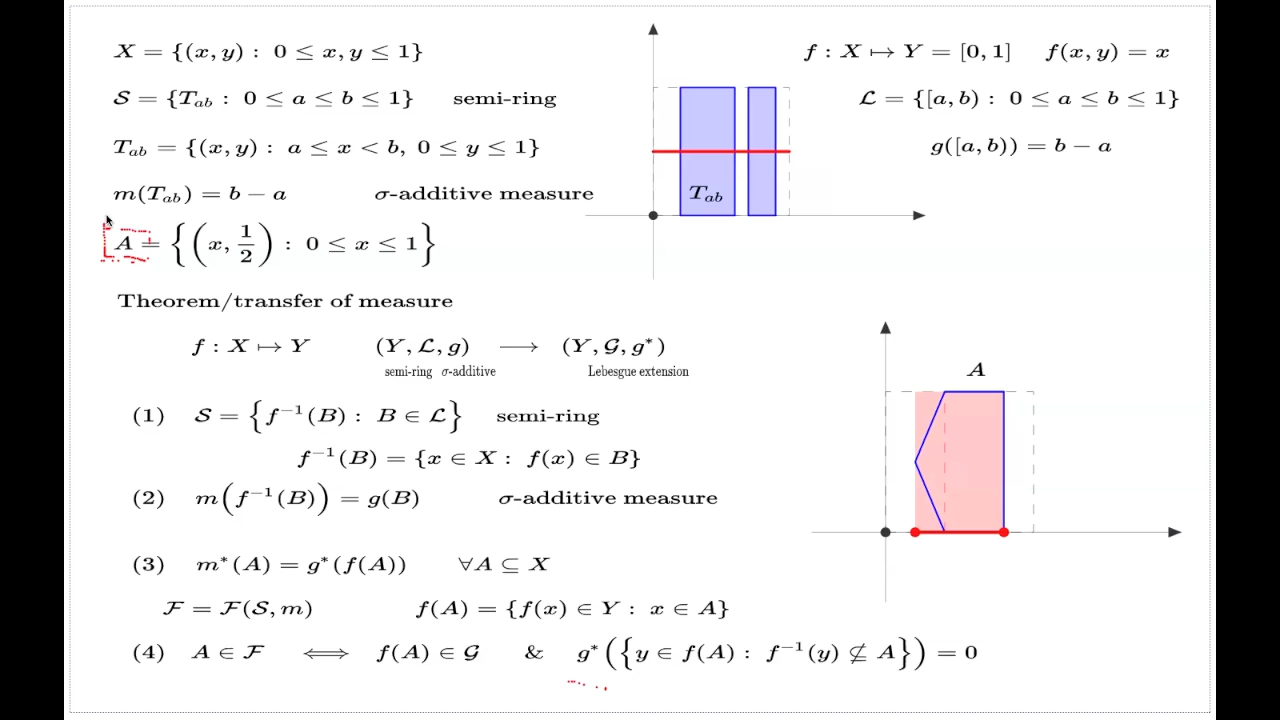 X = {(x, y) : 0 ≤ x, y ≤ 1}
f : X ↦ Y = [0, 1] f(x, y) = x
𝒮 = {T_ab : 0 ≤ a ≤ b ≤ 1} semi-ring
ℒ = {[a, b) : 0 ≤ a ≤ b ≤ 1}
T_ab = {(x, y) : a ≤ x < b, 0 ≤ y ≤ 1}
g([a, b)) = b − a
m(T_ab) = b − a σ-additive measure
T_ab
A = {(x, 1/2) : 0 ≤ x ≤ 1}
Theorem/transfer of measure
f : X ↦ Y (Y, ℒ, g) ⟶ (Y, 𝒢, g*)
semi-ring σ-additive Lebesgue extension
A
(1) 𝒮 = {f⁻¹(B) : B ∈ ℒ} semi-ring
f⁻¹(B) = {x ∈ X : f(x) ∈ B}
(2) m(f⁻¹(B)) = g(B) σ-additive measure
(3) m*(A) = g*(f(A)) ∀A ⊆ X
ℱ = ℱ(𝒮, m) f(A) = {f(x) ∈ Y : x ∈ A}
(4) A ∈ ℱ ⟺ f(A) ∈ 𝒢 & g*({y ∈ f(A) : f⁻¹(y) ⊈ A}) = 0